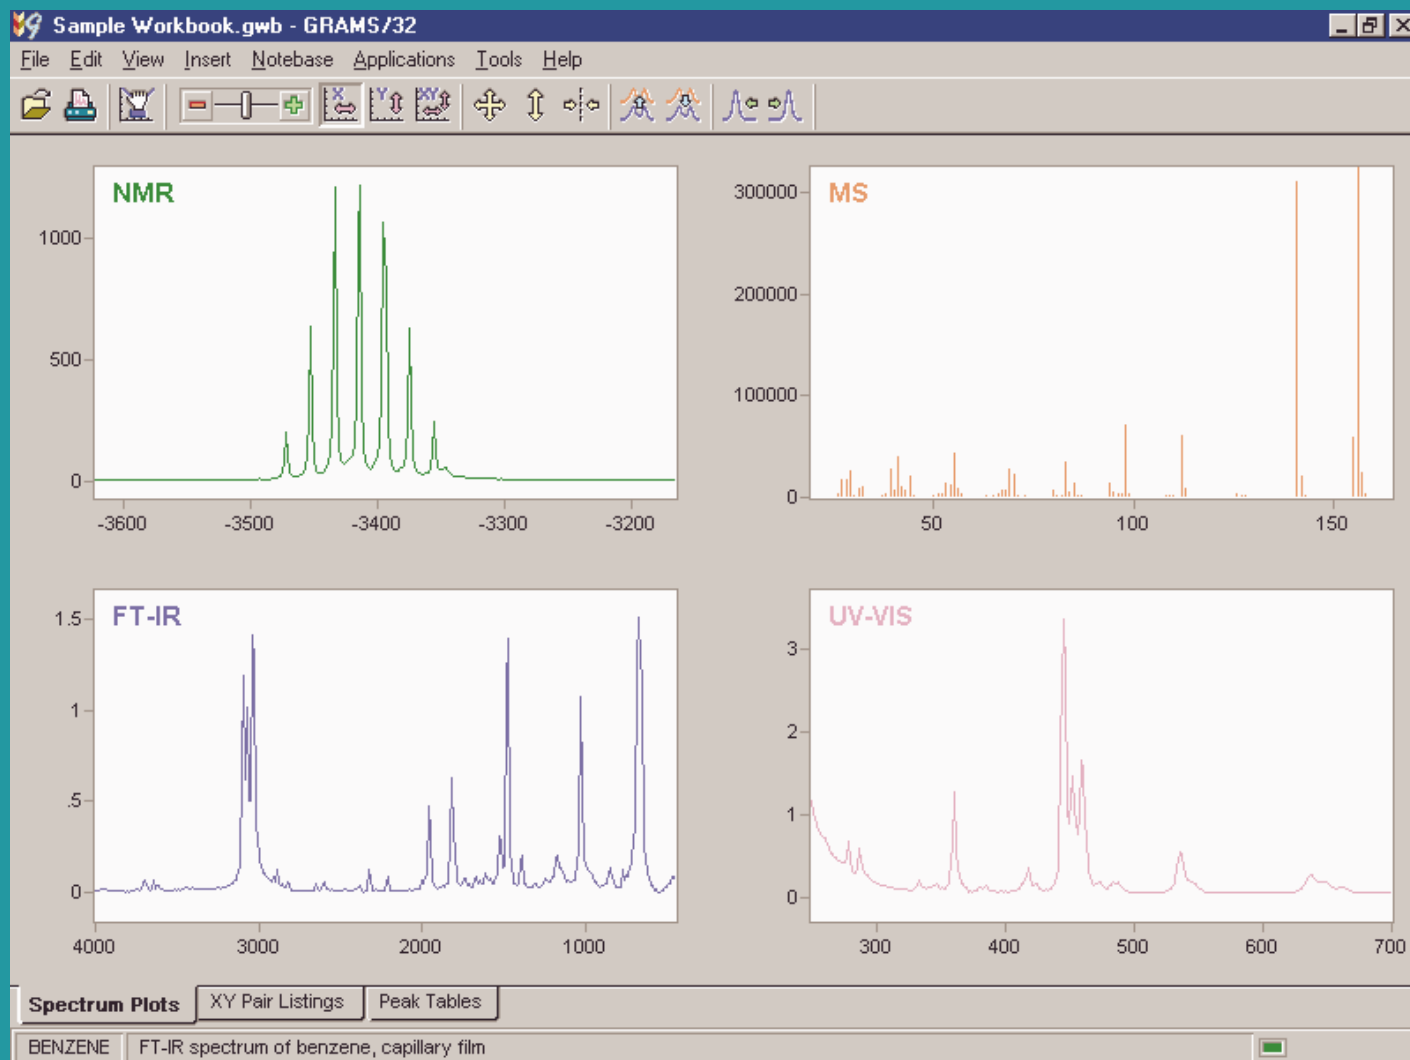 Sample Workbook.gwb - GRAMS/32
File Edit View Insert Notebase Applications Tools Help
X Y XY
NMR
1000
500
0
-3600 -3500 -3400 -3300 -3200
MS
300000
200000
100000
0
50 100 150
FT-IR
1.5
1
.5
0
4000 3000 2000 1000
UV-VIS
3
2
1
0
300 400 500 600 700
Spectrum Plots XY Pair Listings Peak Tables
BENZENE FT-IR spectrum of benzene, capillary film